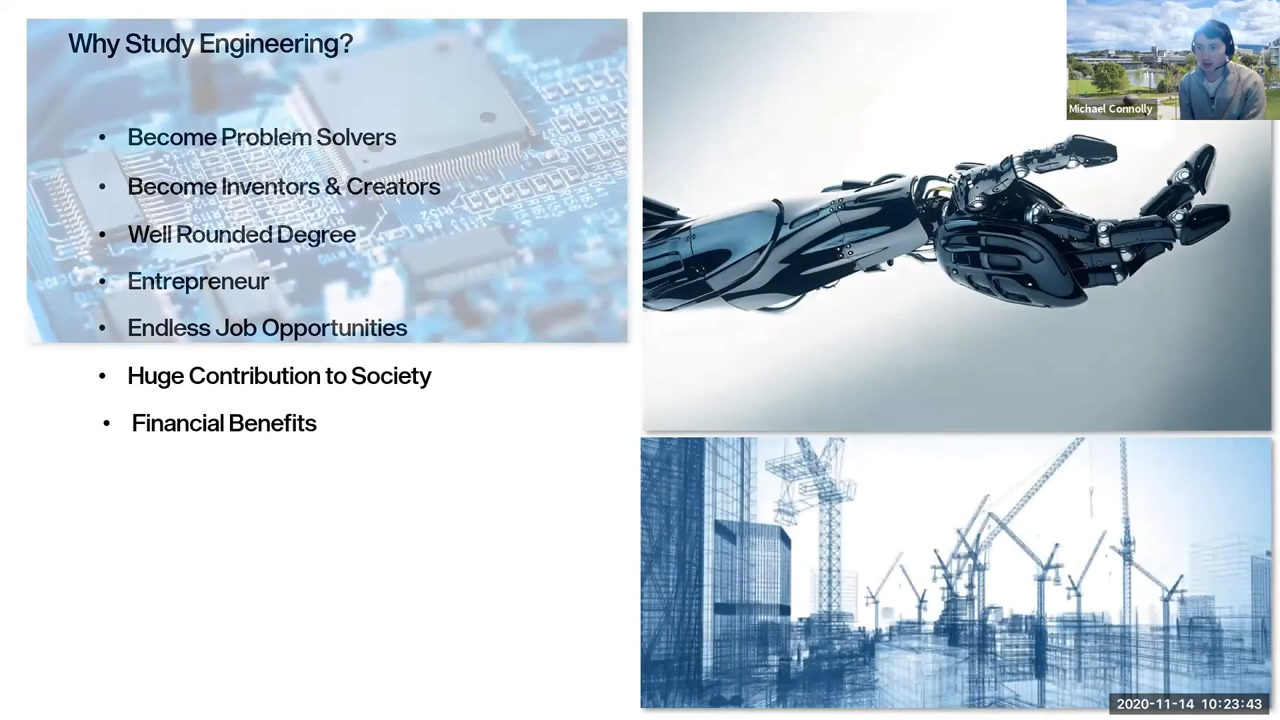 Why Study Engineering?
• Become Problem Solvers
• Become Inventors & Creators
• Well Rounded Degree
• Entrepreneur
• Endless Job Opportunities
• Huge Contribution to Society
• Financial Benefits
Michael Connolly
2020-11-14 10:23:43